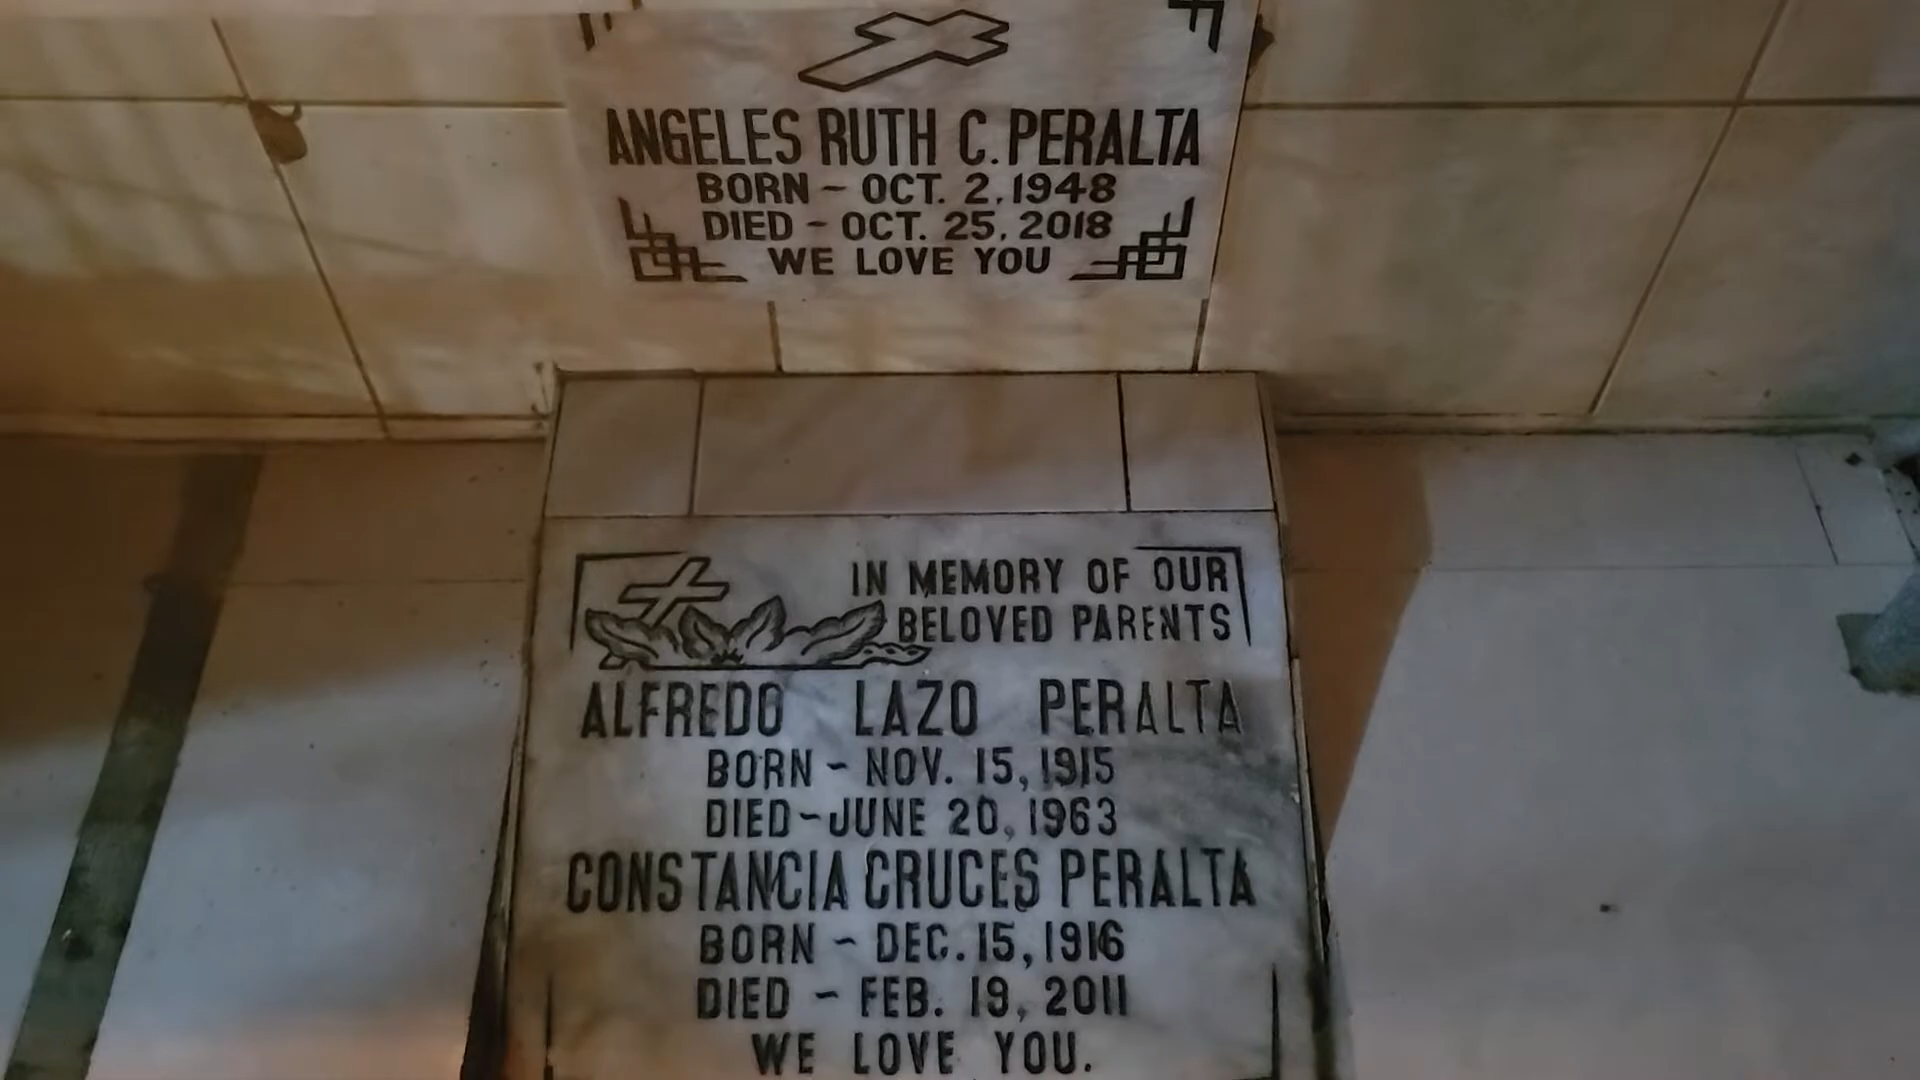 ANGELES RUTH C. PERALTA
BORN - OCT. 2, 1948
DIED - OCT. 25, 2018
WE LOVE YOU
IN MEMORY OF OUR
BELOVED PARENTS
ALFREDO LAZO PERALTA
BORN - NOV. 15, 1915
DIED - JUNE 20, 1963
CONSTANCIA CRUCES PERALTA
BORN - DEC. 15, 1916
DIED - FEB. 19, 2011
WE LOVE YOU.